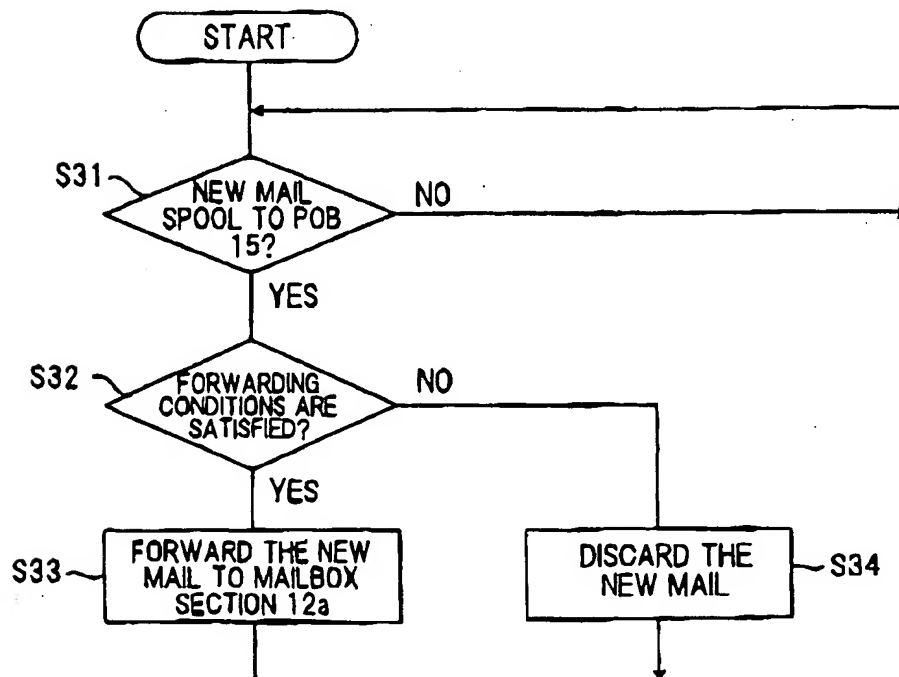 START
S31
NEW MAIL
SPOOL TO POB
15?
NO
YES
S32
FORWARDING
CONDITIONS ARE
SATISFIED?
NO
YES
S33
FORWARD THE NEW
MAIL TO MAILBOX
SECTION 12a
DISCARD THE
NEW MAIL
S34